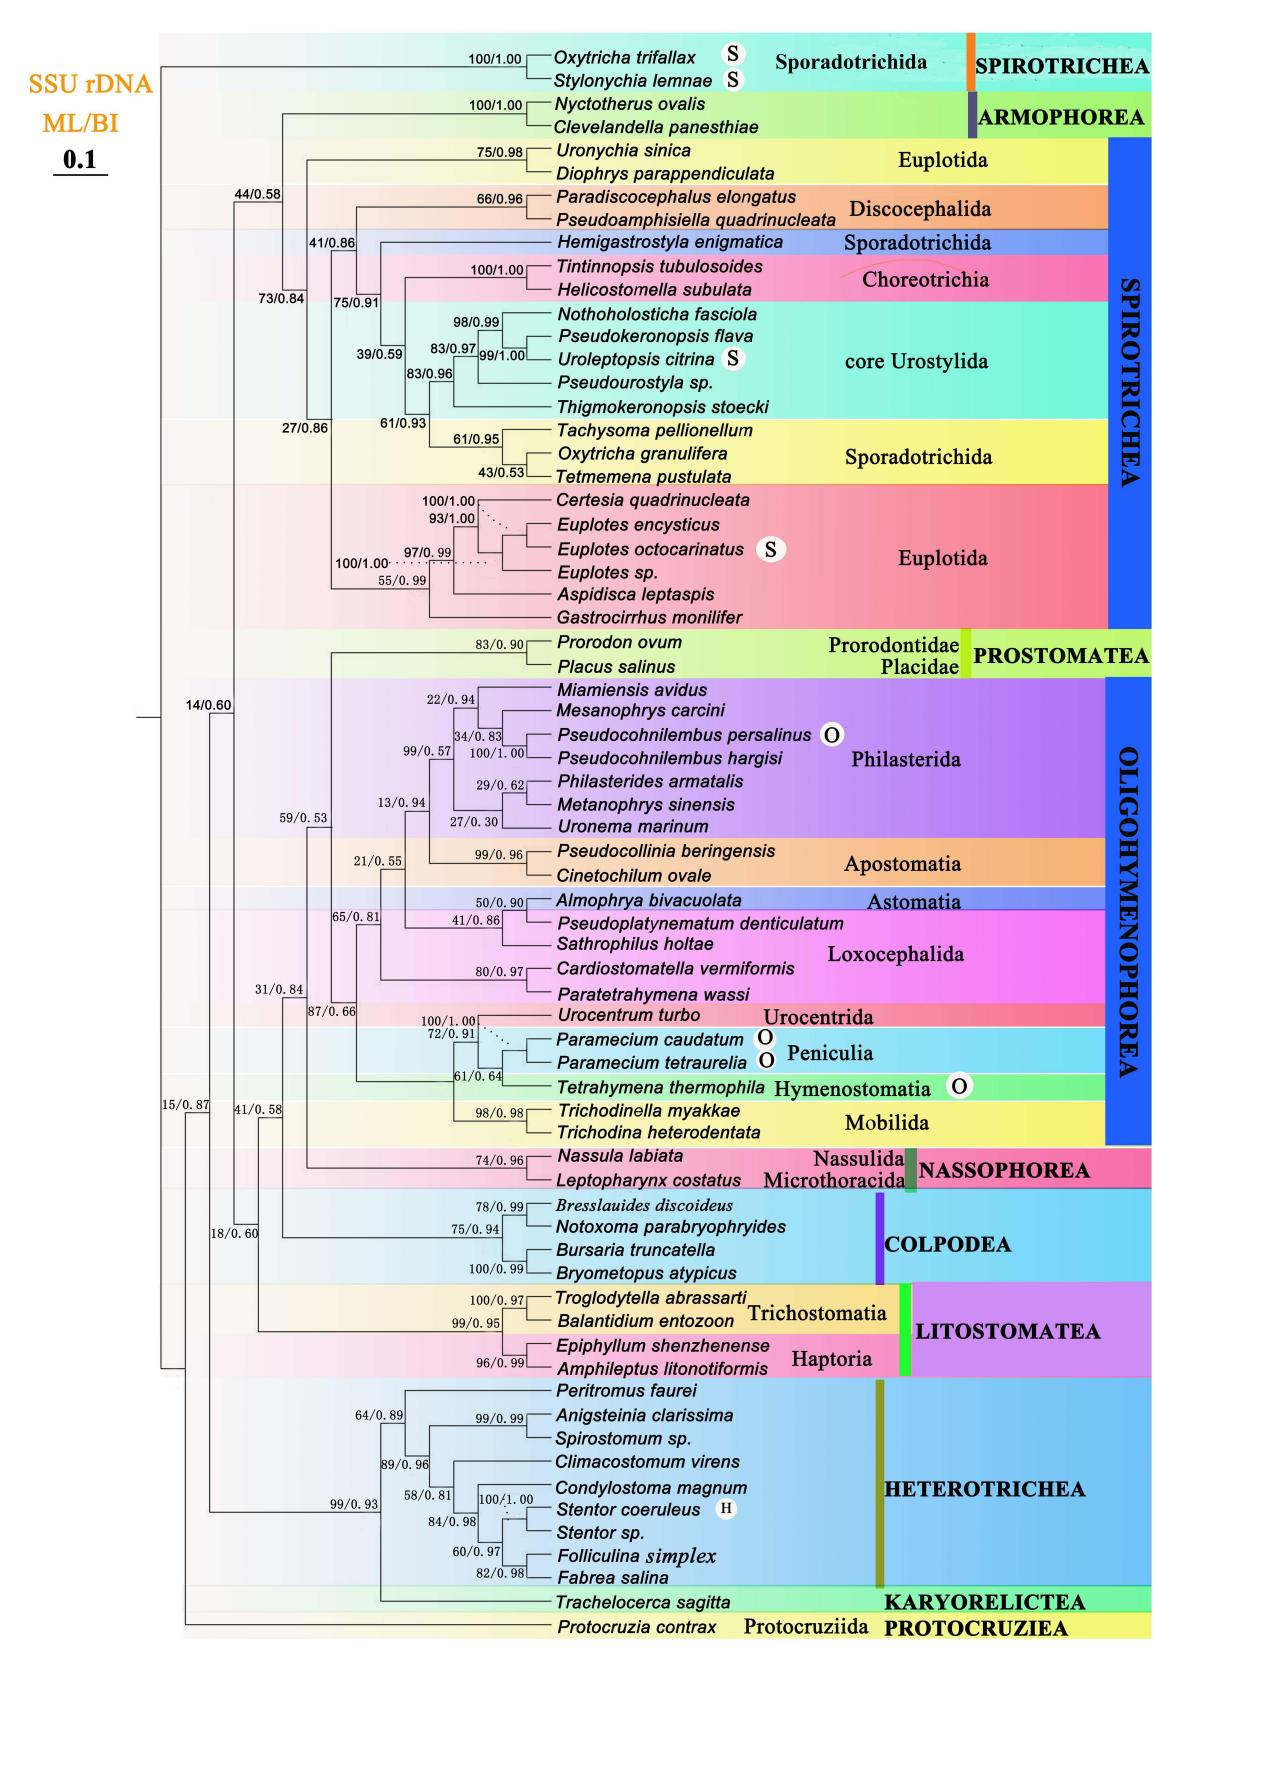 SSU rDNA
ML/BI
0.1
100/1.00
Oxytricha trifallax S
Stylonychia lemnae S
Sporadotrichida
SPIROTRICHEA
100/1.00
Nyctotherus ovalis
Clevelandella panesthiae
ARMOPHOREA
75/0.98
Uronychia sinica
Diophrys parappendiculata
Euplotida
44/0.58
66/0.96
Paradiscocephalus elongatus
Pseudoamphisiella quadrinucleata
Discocephalida
41/0.86
Hemigastrostyla enigmatica
Sporadotrichida
100/1.00
Tintinnopsis tubulosoides
Helicostomella subulata
Choreotrichia
73/0.84
75/0.91
Nothoholosticha fasciola
98/0.99
Pseudokeronopsis flava
83/0.97
99/1.00
Uroleptopsis citrina S
39/0.59
core Urostylida
83/0.96
Pseudourostyla sp.
Thigmokeronopsis stoecki
61/0.93
27/0.86
Tachysoma pellionellum
61/0.95
Oxytricha granulifera
43/0.53
Tetmemena pustulata
Sporadotrichida
SPIROTRICHEA
100/1.00
Certesia quadrinucleata
93/1.00
Euplotes encysticus
97/0.99
Euplotes octocarinatus S
100/1.00
Euplotes sp.
Euplotida
55/0.99
Aspidisca leptaspis
Gastrocirrhus monilifer
83/0.90
Prorodon ovum
Placus salinus
Prorodontidae
Placidae
PROSTOMATEA
14/0.60
22/0.94
Miamiensis avidus
Mesanophrys carcini
34/0.83
Pseudocohnilembus persalinus O
99/0.57
100/1.00
Pseudocohnilembus hargisi
Philasterida
29/0.62
Philasterides armatalis
13/0.94
Metanophrys sinensis
27/0.30
Uronema marinum
59/0.53
OLIGOHYMENOPHOREA
99/0.96
Pseudocollinia beringensis
Cinetochilum ovale
Apostomatia
21/0.55
50/0.90
Almophrya bivacuolata
Astomatia
65/0.81
41/0.86
Pseudoplatynematum denticulatum
Sathrophilus holtae
Loxocephalida
80/0.97
Cardiostomatella vermiformis
Paratetrahymena wassi
31/0.84
87/0.66
100/1.00
Urocentrum turbo
Urocentrida
72/0.91
Paramecium caudatum O
Paramecium tetraurelia O
Peniculia
61/0.64
Tetrahymena thermophila
Hymenostomatia O
15/0.87
41/0.58
98/0.98
Trichodinella myakkae
Trichodina heterodentata
Mobilida
74/0.96
Nassula labiata
Leptopharynx costatus
Nassulida
Microthoracida
NASSOPHOREA
78/0.99
Bresslauides discoideus
18/0.60
75/0.94
Notoxoma parabryophryides
Bursaria truncatella
100/0.99
Bryometopus atypicus
COLPODEA
100/0.97
Troglodytella abrassarti
Balantidium entozoon
Trichostomatia
99/0.95
LITOSTOMATEA
Epiphyllum shenzhenense
96/0.99
Amphileptus litonotiformis
Haptoria
Peritromus faurei
64/0.89
99/0.99
Anigsteinia clarissima
Spirostomum sp.
89/0.96
Climacostomum virens
58/0.81
Condylostoma magnum
HETEROTRICHEA
99/0.93
100/1.00
Stentor coeruleus H
84/0.98
Stentor sp.
60/0.97
Folliculina simplex
82/0.98
Fabrea salina
Trachelocerca sagitta
KARYORELICTEA
Protocruzia contrax
Protocruziida
PROTOCRUZIEA